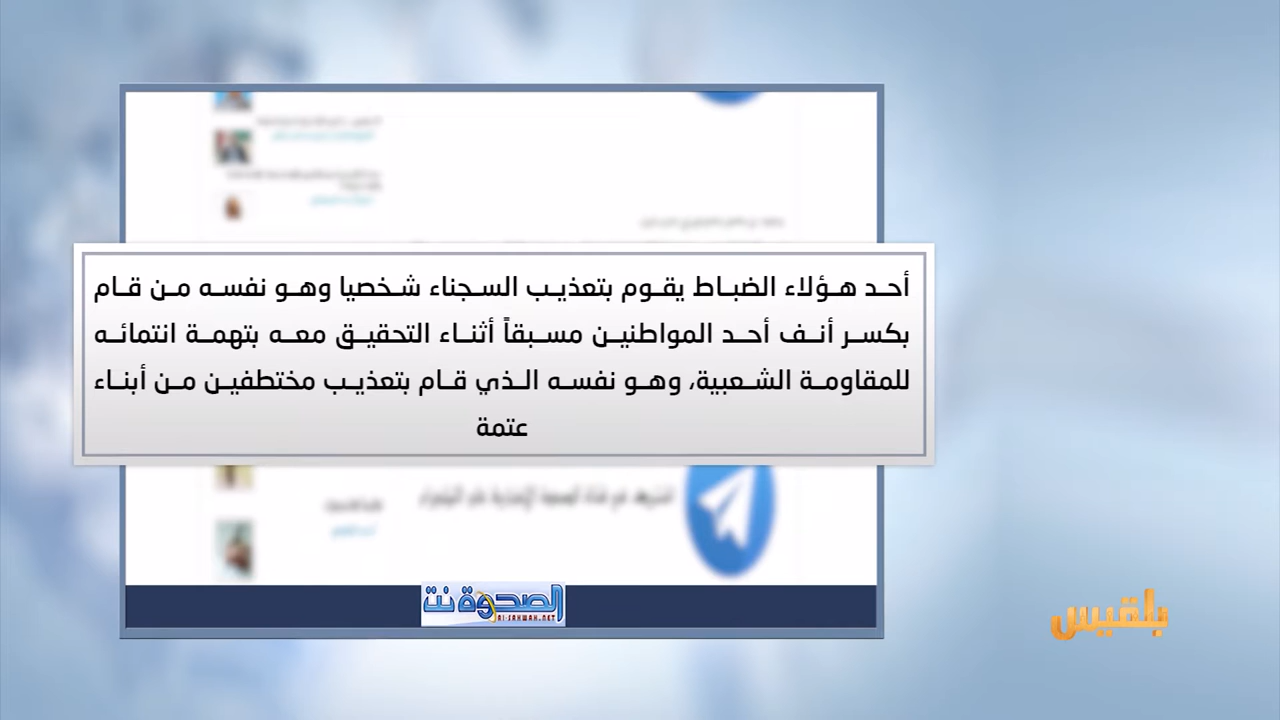 أحد هؤلاء الضباط يقوم بتعذيب السجناء شخصيا وهو نفسه من قام
بكسر أنف أحد المواطنين مسبقاً أثناء التحقيق معه بتهمة انتمائه
للمقاومة الشعبية، وهو نفسه الذي قام بتعذيب مختطفين من أبناء
عتمة
الصحوة نت
Al-SAHWAH.NET
بلقيس